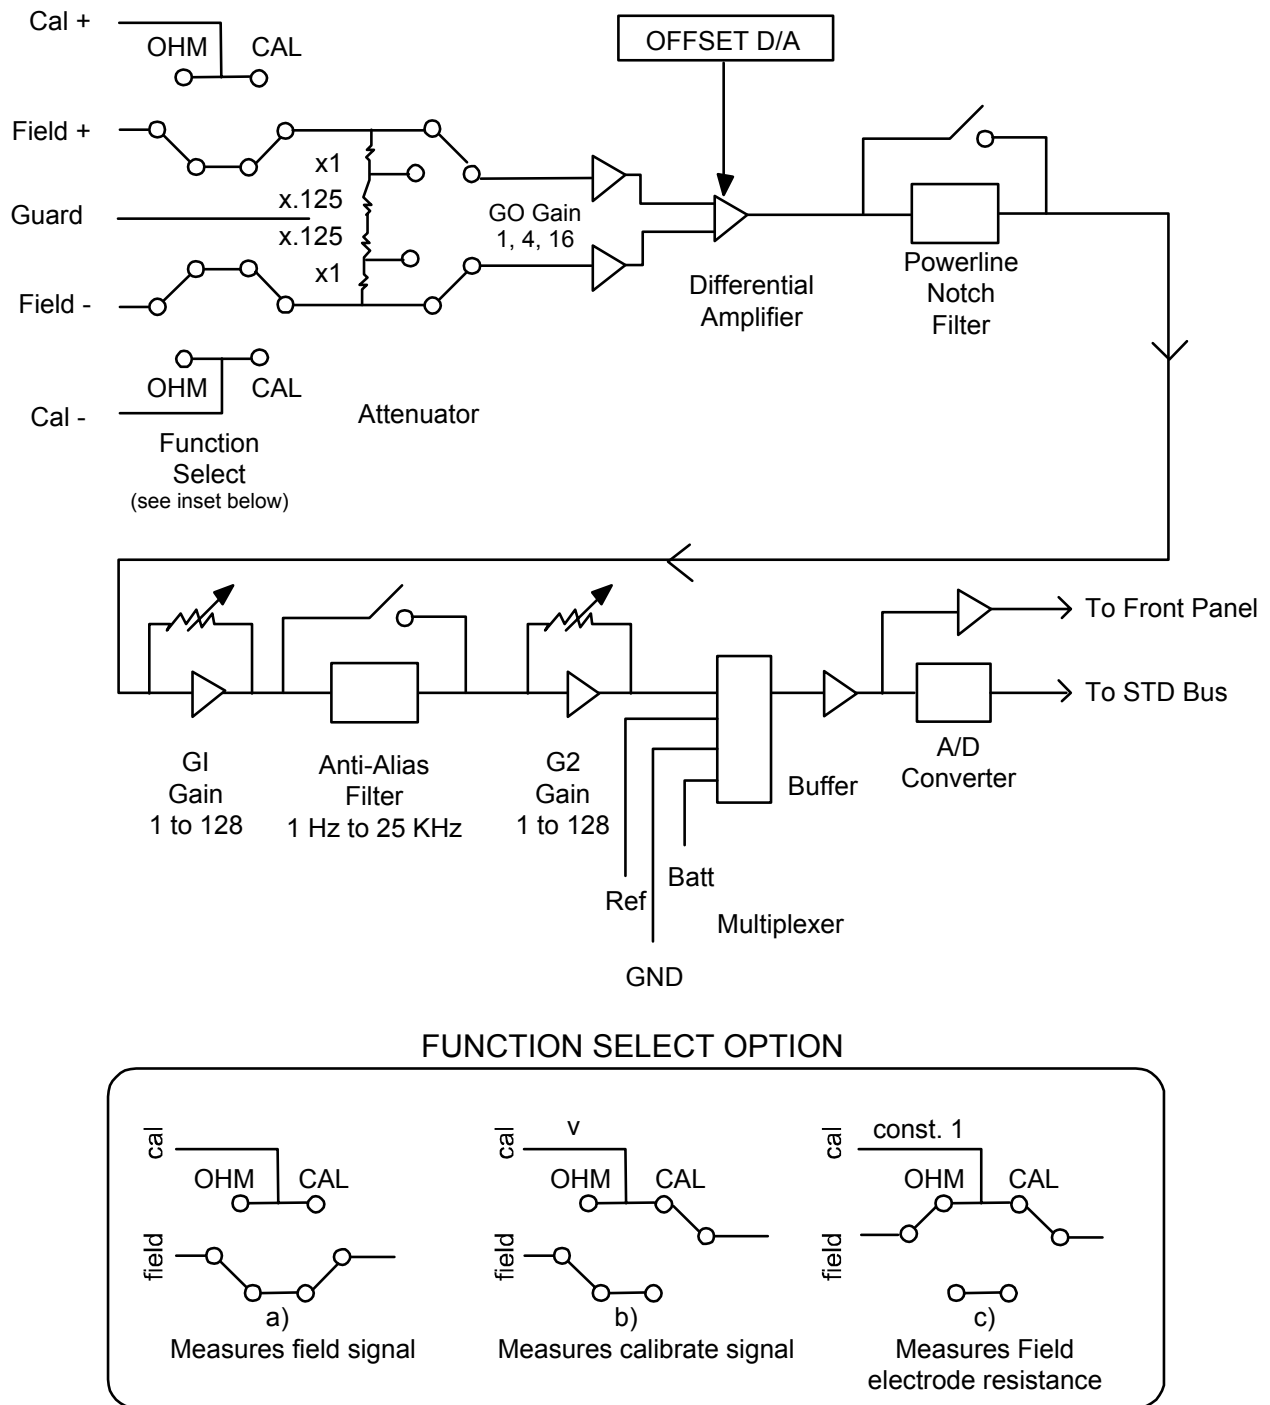 Cal +
OHM CAL
OFFSET D/A
Field +
x1
x.125
Guard
GO Gain
1, 4, 16
x.125
x1
Field -
Differential
Amplifier
Powerline
Notch
Filter
OHM CAL
Cal -
Attenuator
Function
Select
(see inset below)
To Front Panel
To STD Bus
GI
Gain
1 to 128
Anti-Alias
Filter
1 Hz to 25 KHz
G2
Gain
1 to 128
Buffer
A/D
Converter
Ref
Batt
Multiplexer
GND
FUNCTION SELECT OPTION
cal
OHM CAL
field
a)
Measures field signal
cal
v
OHM CAL
field
b)
Measures calibrate signal
cal
const. 1
OHM CAL
field
c)
Measures Field
electrode resistance